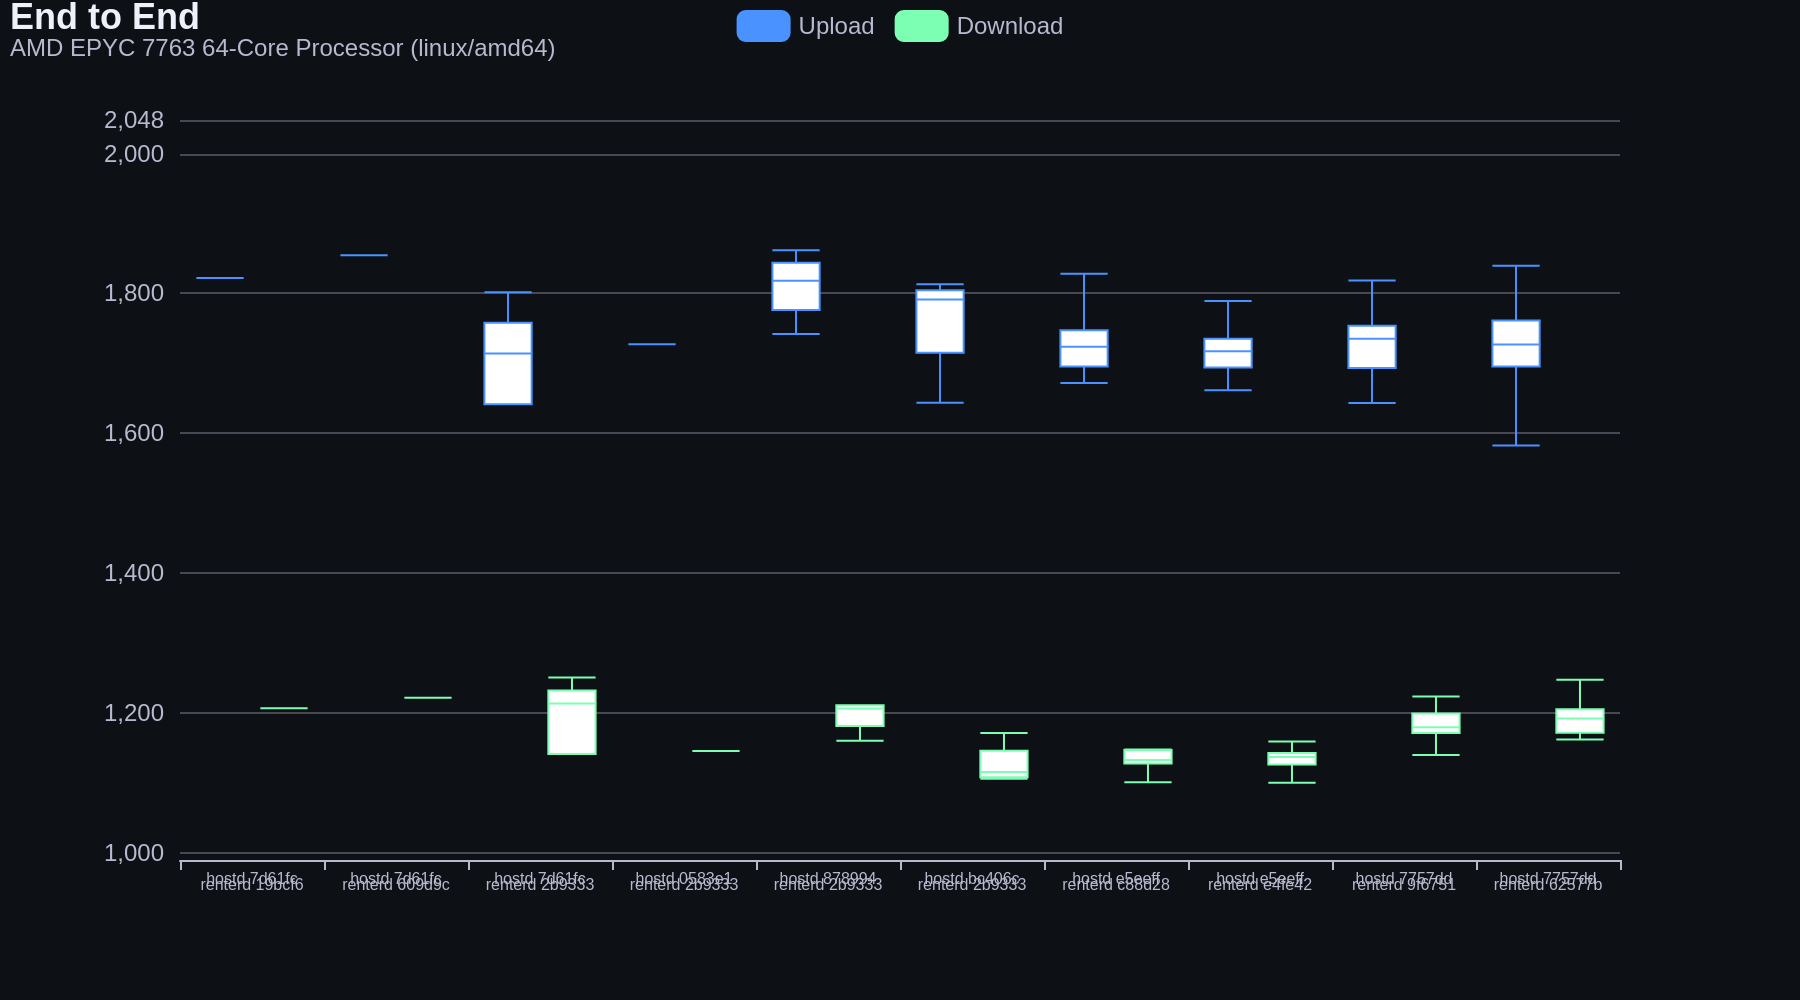 End to End
AMD EPYC 7763 64-Core Processor (linux/amd64)
Upload
Download
2,048
2,000
1,800
1,600
1,400
1,200
1,000
hostd 7d61fc
renterd 19bcf6
hostd 7d61fc
renterd 609d9c
hostd 7d61fc
renterd 2b9333
hostd 0583e1
renterd 2b9333
hostd 878994
renterd 2b9333
hostd bc406c
renterd 2b9333
hostd e5eeff
renterd c88d28
hostd e5eeff
renterd e4fe42
hostd 7757dd
renterd 9f6751
hostd 7757dd
renterd 62577b